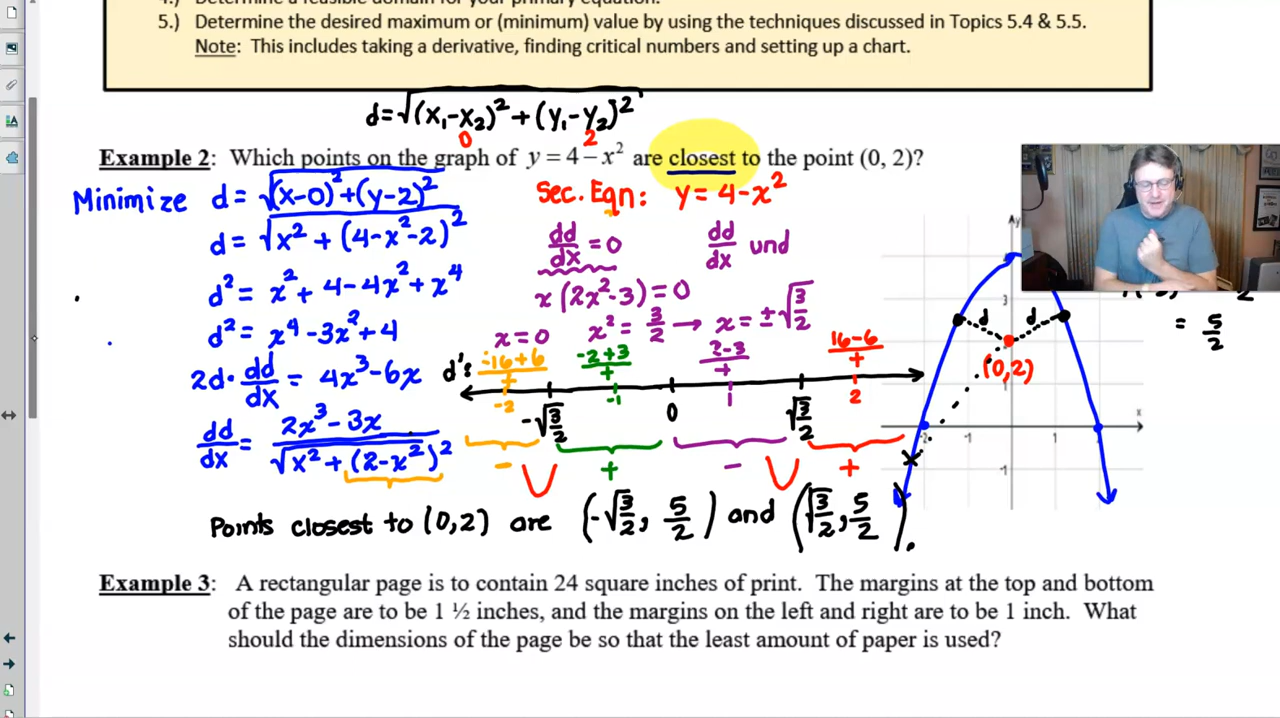 5.) Determine the desired maximum or (minimum) value by using the techniques discussed in Topics 5.4 & 5.5.
Note: This includes taking a derivative, finding critical numbers and setting up a chart.
d=√(x₁-x₂)²+(y₁-y₂)²
0 2
Example 2: Which points on the graph of y = 4 − x² are closest to the point (0, 2)?
Minimize d = √(x-0)²+(y-2)²
Sec. Eqn: y = 4-x²
d = √x² + (4-x²-2)²
dd/dx = 0 dd/dx und
d² = x² + 4-4x² + x⁴
x(2x²-3) = 0
d² = x⁴ -3x² + 4
x=0 x² = 3/2 → x = ±√3/2
2d · dd/dx = 4x³-6x
d's: -16+6/+ -2+3/+ 2-3/+ 16-6/+
-2 -1 1 2
-√3/2 0 √3/2
dd/dx = 2x³-3x/√x² + (2-x²)²
- + - +
y
3
d d
(0,2)
= 5/2
x
-2 -1 1 2
-1
Points closest to (0,2) are (-√3/2, 5/2) and (√3/2, 5/2).
Example 3: A rectangular page is to contain 24 square inches of print. The margins at the top and bottom
of the page are to be 1 ½ inches, and the margins on the left and right are to be 1 inch. What
should the dimensions of the page be so that the least amount of paper is used?